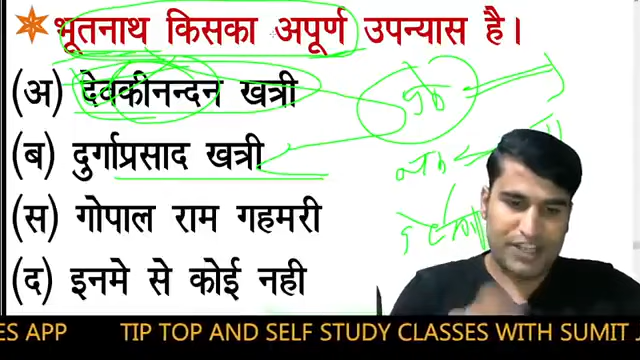 भूतनाथ किसका अपूर्ण उपन्यास है।
(अ) देवकीनन्दन खत्री
(ब) दुर्गाप्रसाद खत्री
(स) गोपाल राम गहमरी
(द) इनमे से कोई नही
ES APP TIP TOP AND SELF STUDY CLASSES WITH SUMIT